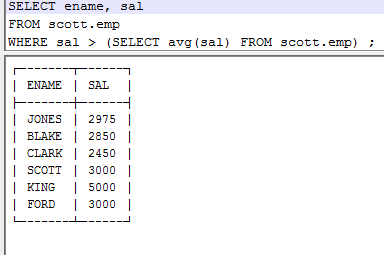 SELECT ename, sal
FROM scott.emp
WHERE sal > (SELECT avg(sal) FROM scott.emp) ;
ENAME | SAL
JONES | 2975
BLAKE | 2850
CLARK | 2450
SCOTT | 3000
KING | 5000
FORD | 3000